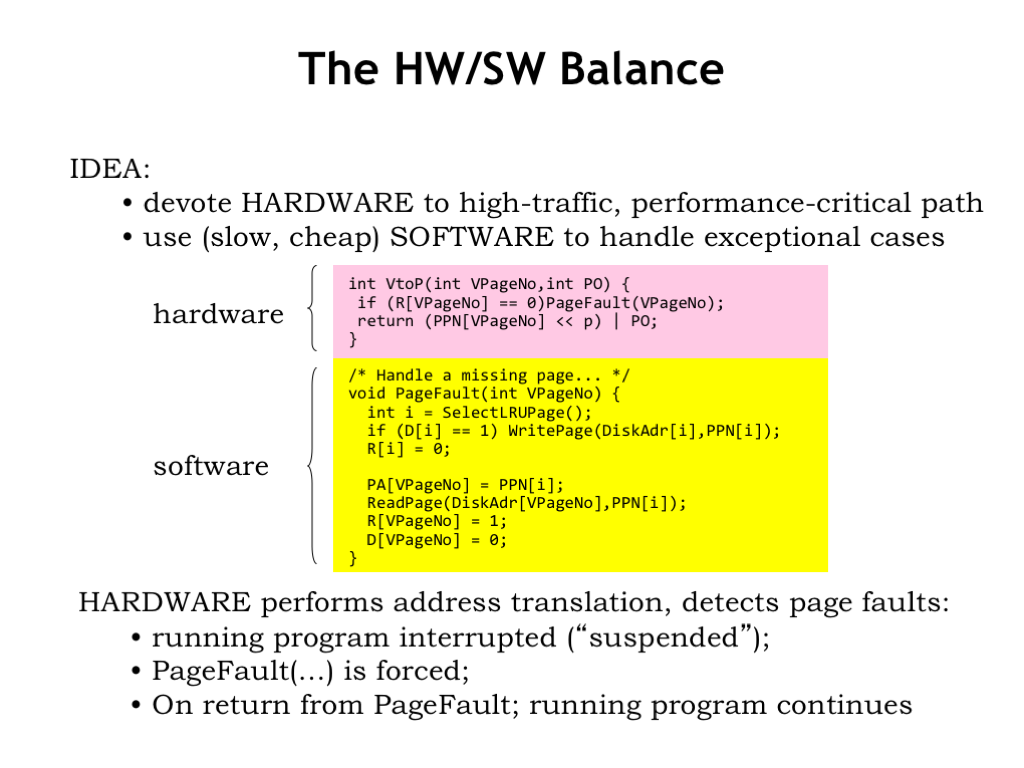 The HW/SW Balance
IDEA:
• devote HARDWARE to high-traffic, performance-critical path
• use (slow, cheap) SOFTWARE to handle exceptional cases
hardware
int VtoP(int VPageNo,int PO) {
if (R[VPageNo] == 0)PageFault(VPageNo);
return (PPN[VPageNo] << p) | PO;
}
software
/* Handle a missing page... */
void PageFault(int VPageNo) {
int i = SelectLRUPage();
if (D[i] == 1) WritePage(DiskAdr[i],PPN[i]);
R[i] = 0;
PA[VPageNo] = PPN[i];
ReadPage(DiskAdr[VPageNo],PPN[i]);
R[VPageNo] = 1;
D[VPageNo] = 0;
}
HARDWARE performs address translation, detects page faults:
• running program interrupted (“suspended”);
• PageFault(…) is forced;
• On return from PageFault; running program continues